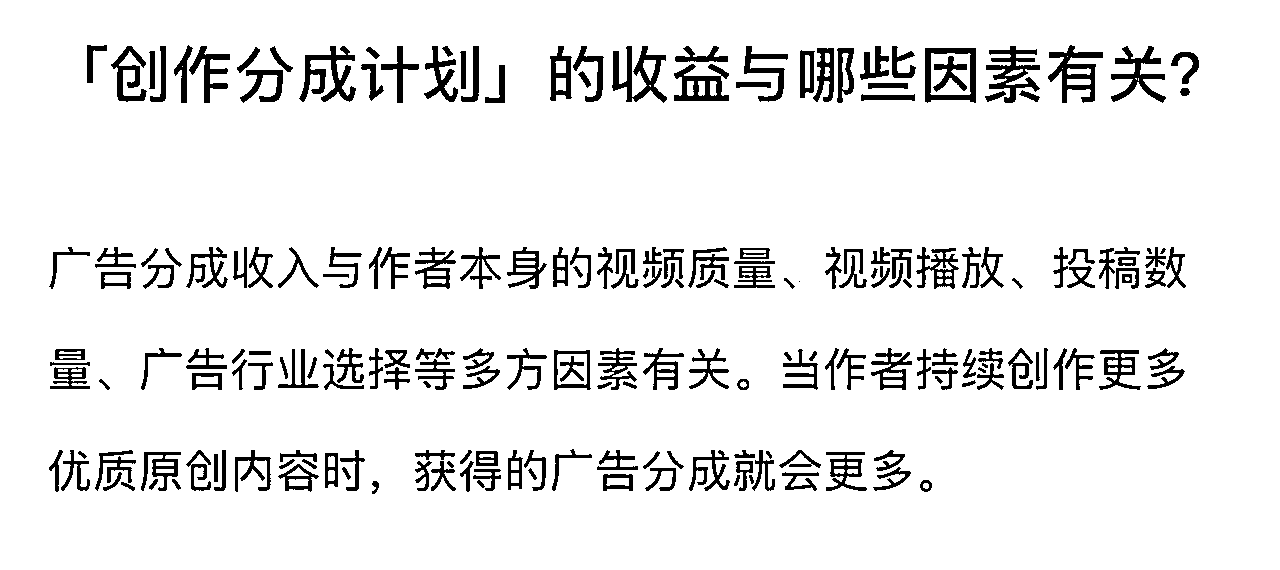 「创作分成计划」的收益与哪些因素有关？
广告分成收入与作者本身的视频质量、视频播放、投稿数
量、广告行业选择等多方因素有关。当作者持续创作更多
优质原创内容时，获得的广告分成就会更多。